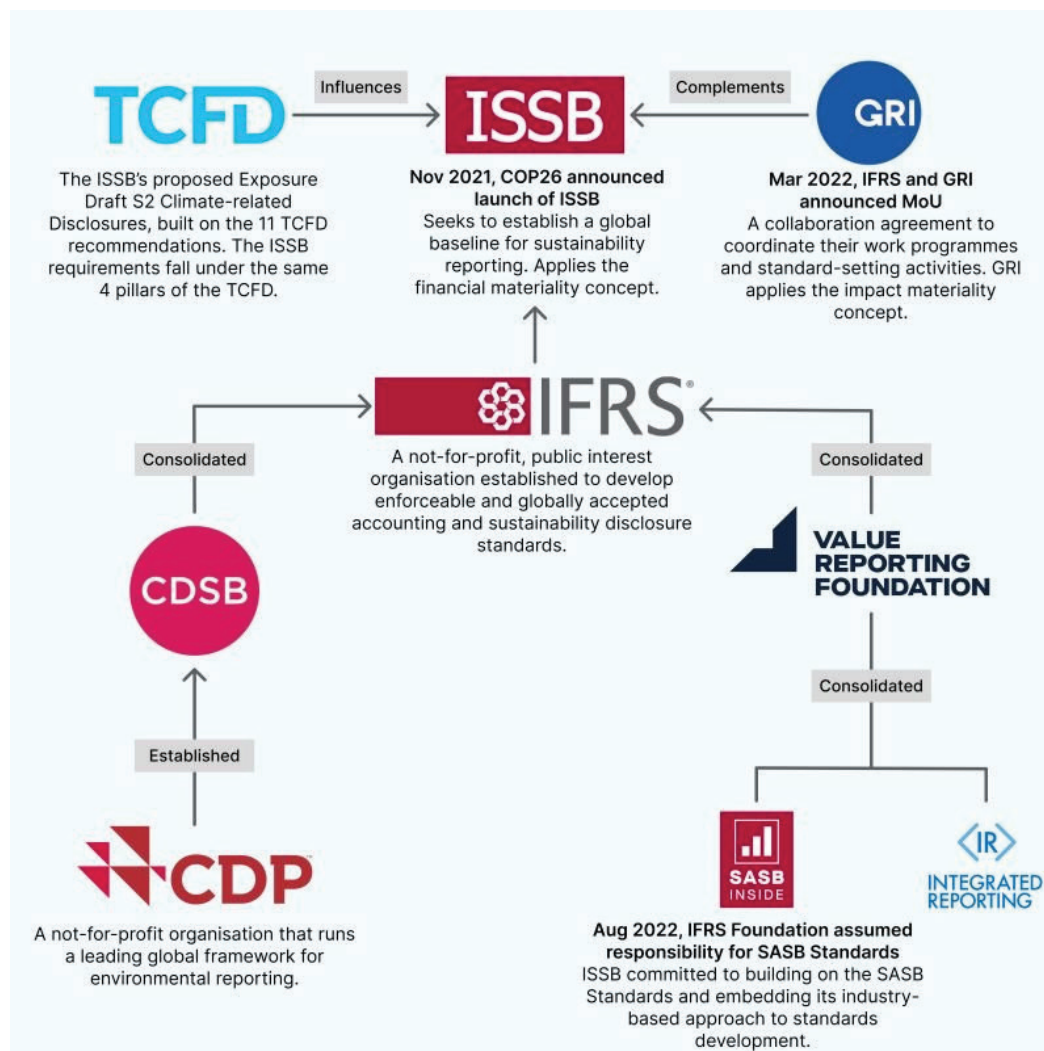 TCFD
Influences
ISSB
Complements
GRI
The ISSB's proposed Exposure
Draft S2 Climate-related
Disclosures, built on the 11 TCFD
recommendations. The ISSB
requirements fall under the same
4 pillars of the TCFD.
Nov 2021, COP26 announced
launch of ISSB
Seeks to establish a global
baseline for sustainability
reporting. Applies the
financial materiality concept.
Mar 2022, IFRS and GRI
announced MoU
A collaboration agreement to
coordinate their work programmes
and standard-setting activities. GRI
applies the impact materiality
concept.
IFRS®
A not-for-profit, public interest
organisation established to develop
enforceable and globally accepted
accounting and sustainability disclosure
standards.
Consolidated
Consolidated
CDSB
VALUE
REPORTING
FOUNDATION
Consolidated
Established
CDP™
A not-for-profit organisation that runs
a leading global framework for
environmental reporting.
SASB
INSIDE
<IR>
INTEGRATED
REPORTING
Aug 2022, IFRS Foundation assumed
responsibility for SASB Standards
ISSB committed to building on the SASB
Standards and embedding its industry-
based approach to standards
development.